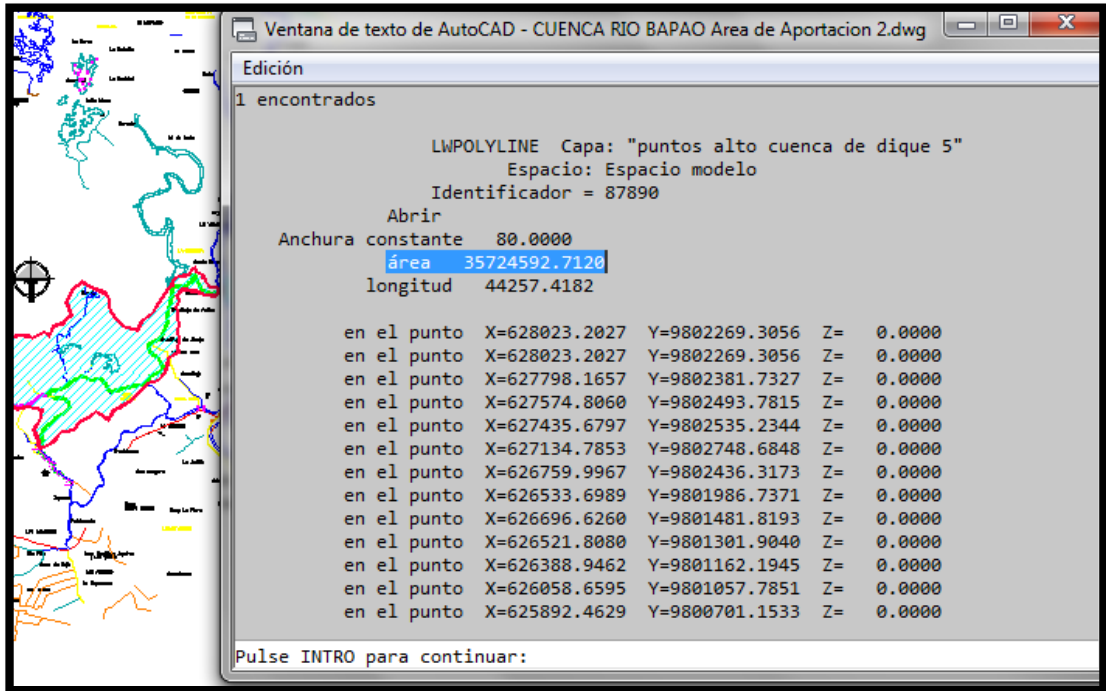 Ventana de texto de AutoCAD - CUENCA RIO BAPAO Area de Aportacion 2.dwg
Edición
1 encontrados
LWPOLYLINE Capa: "puntos alto cuenca de dique 5"
Espacio: Espacio modelo
Identificador = 87890
Abrir
Anchura constante 80.0000
área 35724592.7120
longitud 44257.4182
en el punto X=628023.2027 Y=9802269.3056 Z= 0.0000
en el punto X=628023.2027 Y=9802269.3056 Z= 0.0000
en el punto X=627798.1657 Y=9802381.7327 Z= 0.0000
en el punto X=627574.8060 Y=9802493.7815 Z= 0.0000
en el punto X=627435.6797 Y=9802535.2344 Z= 0.0000
en el punto X=627134.7853 Y=9802748.6848 Z= 0.0000
en el punto X=626759.9967 Y=9802436.3173 Z= 0.0000
en el punto X=626533.6989 Y=9801986.7371 Z= 0.0000
en el punto X=626696.6260 Y=9801481.8193 Z= 0.0000
en el punto X=626521.8080 Y=9801301.9040 Z= 0.0000
en el punto X=626388.9462 Y=9801162.1945 Z= 0.0000
en el punto X=626058.6595 Y=9801057.7851 Z= 0.0000
en el punto X=625892.4629 Y=9800701.1533 Z= 0.0000
Pulse INTRO para continuar: